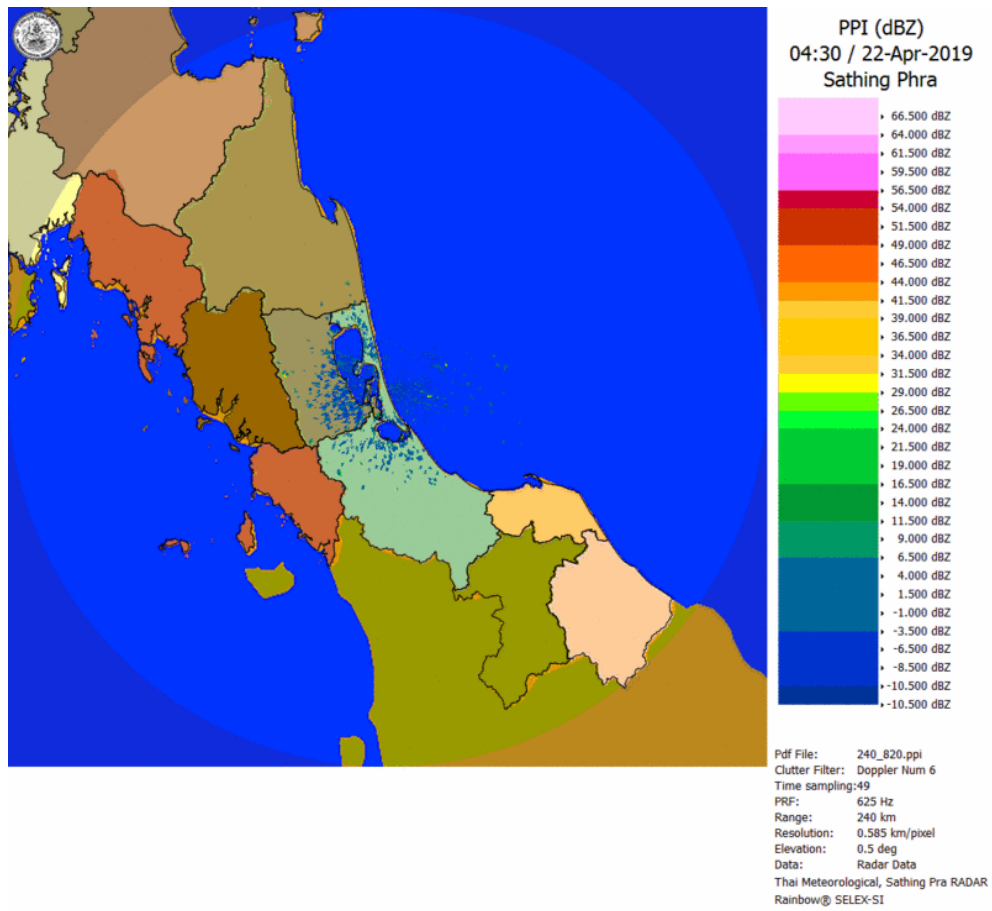 PPI (dBZ)
04:30 / 22-Apr-2019
Sathing Phra
66.500 dBZ
64.000 dBZ
61.500 dBZ
59.500 dBZ
56.500 dBZ
54.000 dBZ
51.500 dBZ
49.000 dBZ
46.500 dBZ
44.000 dBZ
41.500 dBZ
39.000 dBZ
36.500 dBZ
34.000 dBZ
31.500 dBZ
29.000 dBZ
26.500 dBZ
24.000 dBZ
21.500 dBZ
19.000 dBZ
16.500 dBZ
14.000 dBZ
11.500 dBZ
9.000 dBZ
6.500 dBZ
4.000 dBZ
1.500 dBZ
-1.000 dBZ
-3.500 dBZ
-6.500 dBZ
-8.500 dBZ
-10.500 dBZ
-10.500 dBZ
Pdf File: 240_820.ppi
Clutter Filter: Doppler Num 6
Time sampling:49
PRF: 625 Hz
Range: 240 km
Resolution: 0.585 km/pixel
Elevation: 0.5 deg
Data: Radar Data
Thai Meteorological, Sathing Pra RADAR
Rainbow® SELEX-SI